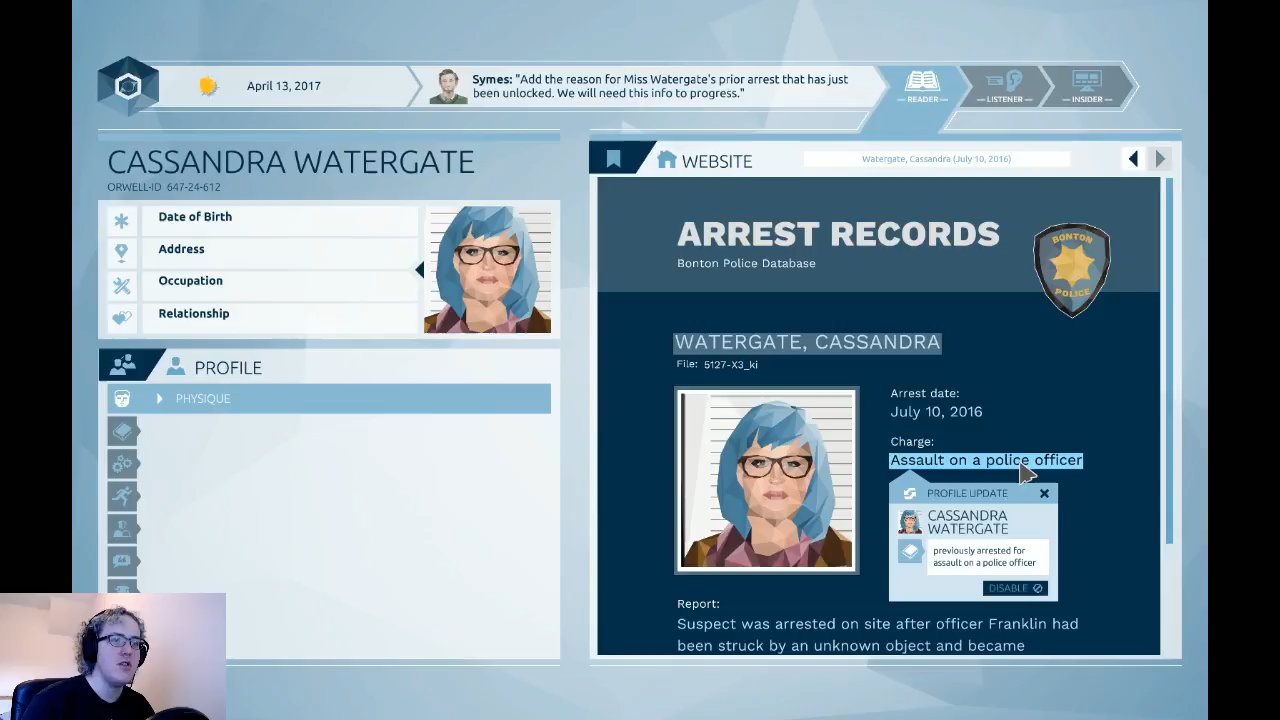 April 13, 2017
Symes: "Add the reason for Miss Watergate's prior arrest that has just
been unlocked. We will need this info to progress."
— READER —
— LISTENER —
— INSIDER —
CASSANDRA WATERGATE
ORWELL-ID 647-24-612
Date of Birth
Address
Occupation
Relationship
PROFILE
PHYSIQUE
WEBSITE
Watergate, Cassandra (July 10, 2016)
ARREST RECORDS
Bonton Police Database
BONTON
POLICE
WATERGATE, CASSANDRA
File: 5127-X3_ki
Arrest date:
July 10, 2016
Charge:
Assault on a police officer
PROFILE UPDATE
CASSANDRA
WATERGATE
previously arrested for
assault on a police officer
DISABLE
Report:
Suspect was arrested on site after officer Franklin had
been struck by an unknown object and became